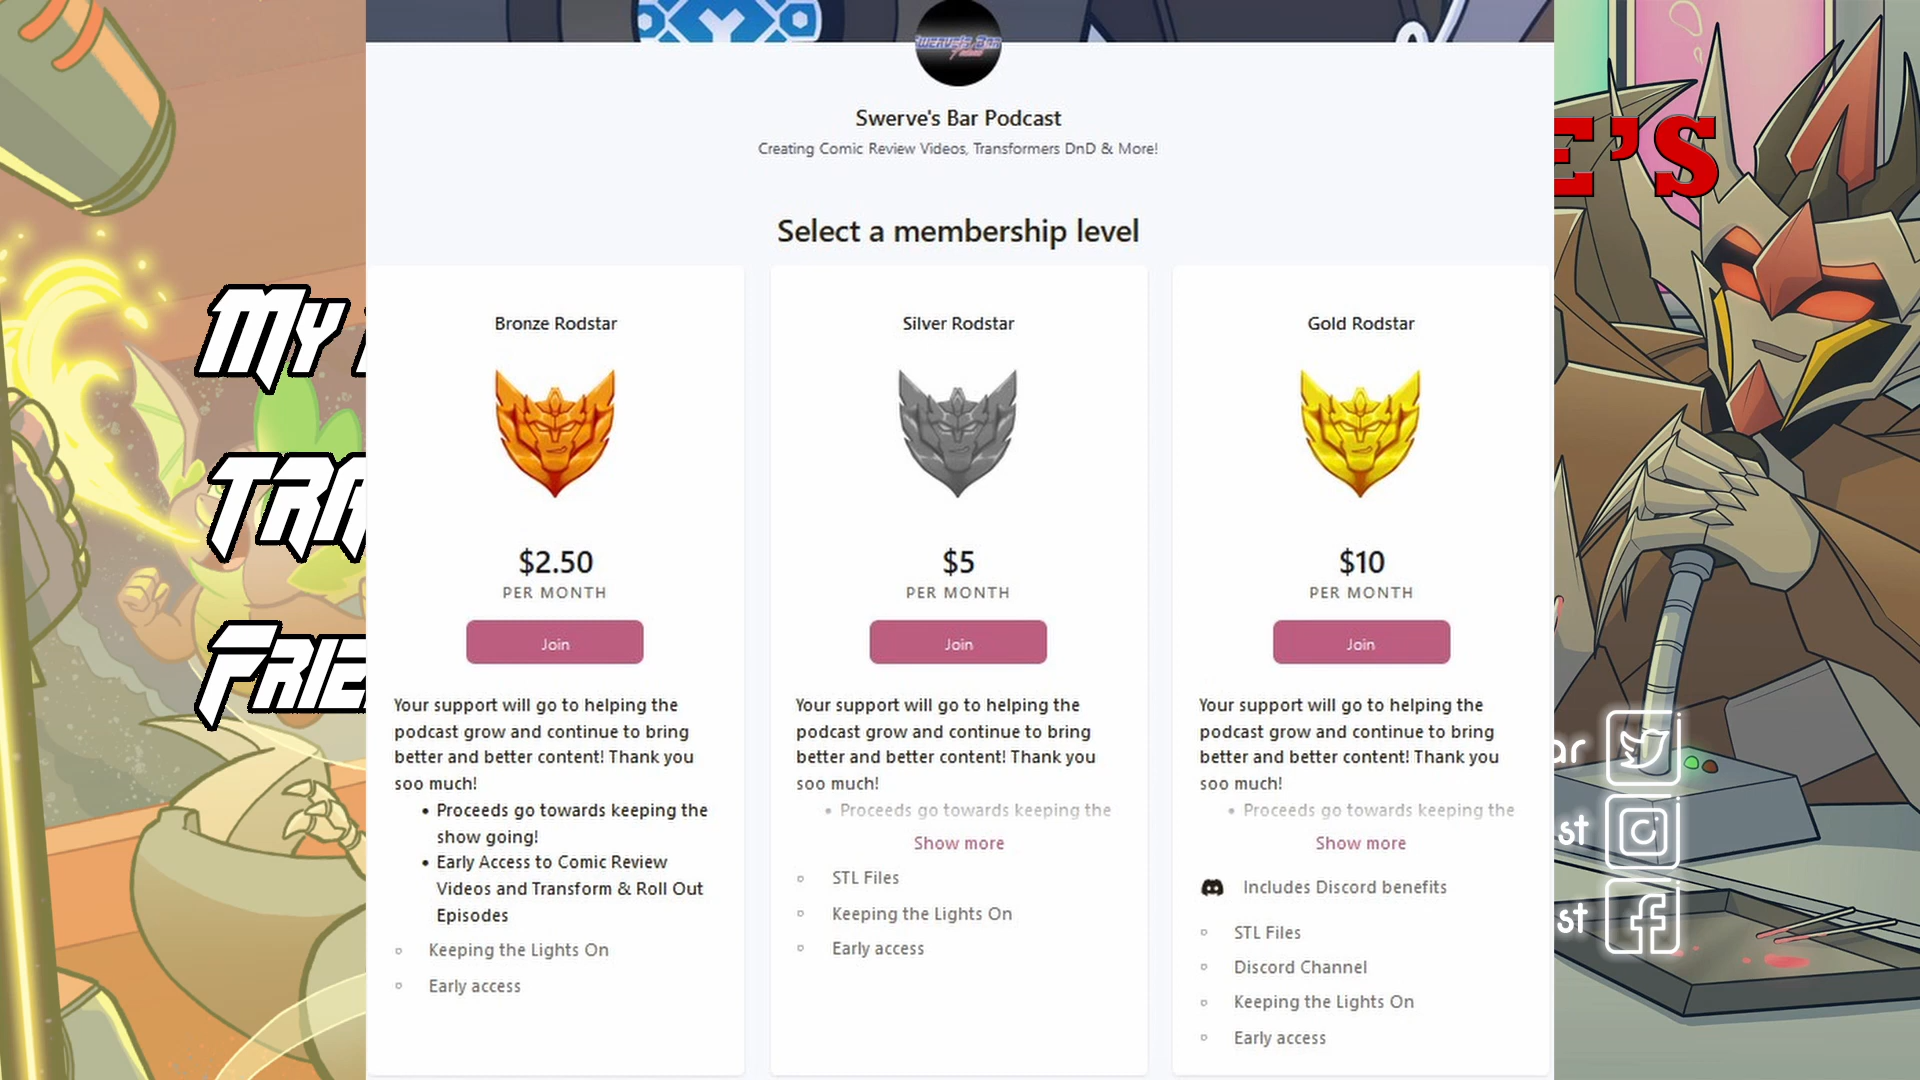 SWERVE'S BAR
Swerve's Bar Podcast
Creating Comic Review Videos, Transformers DnD & More!
Select a membership level
Bronze Rodstar
$2.50
PER MONTH
Join
Your support will go to helping the
podcast grow and continue to bring
better and better content! Thank you
soo much!
• Proceeds go towards keeping the
show going!
• Early Access to Comic Review
Videos and Transform & Roll Out
Episodes
Keeping the Lights On
Early access
Silver Rodstar
$5
PER MONTH
Join
Your support will go to helping the
podcast grow and continue to bring
better and better content! Thank you
soo much!
• Proceeds go towards keeping the
Show more
STL Files
Keeping the Lights On
Early access
Gold Rodstar
$10
PER MONTH
Join
Your support will go to helping the
podcast grow and continue to bring
better and better content! Thank you
soo much!
• Proceeds go towards keeping the
Show more
Includes Discord benefits
STL Files
Discord Channel
Keeping the Lights On
Early access
My
TRA
FRIE
E'S
ar
st
st